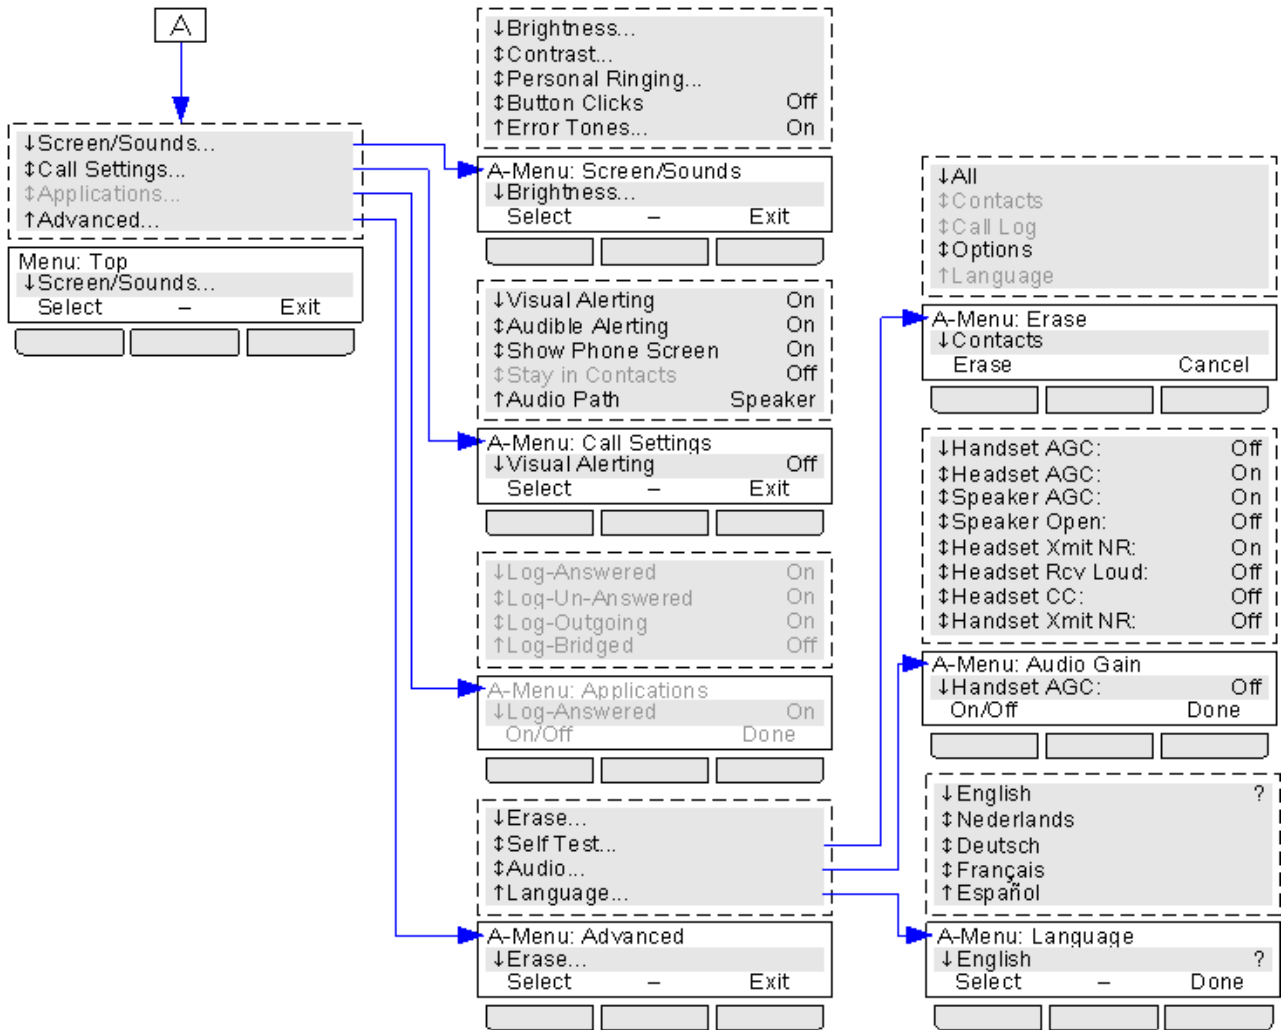 A
↓Screen/Sounds...
↕Call Settings...
↕Applications...
↑Advanced...
Menu: Top
↓Screen/Sounds...
Select – Exit
↓Brightness...
↕Contrast...
↕Personal Ringing...
↕Button Clicks Off
↑Error Tones... On
A-Menu: Screen/Sounds
↓Brightness...
Select – Exit
↓Visual Alerting On
↕Audible Alerting On
↕Show Phone Screen On
↕Stay in Contacts Off
↑Audio Path Speaker
A-Menu: Call Settings
↓Visual Alerting Off
Select – Exit
↓Log-Answered On
↕Log-Un-Answered On
↕Log-Outgoing On
↑Log-Bridged Off
A-Menu: Applications
↓Log-Answered On
On/Off Done
↓Erase...
↕Self Test...
↕Audio...
↑Language...
A-Menu: Advanced
↓Erase...
Select – Exit
↓All
↕Contacts
↕Call Log
↕Options
↑Language
A-Menu: Erase
↓Contacts
Erase Cancel
↓Handset AGC: Off
↕Headset AGC: On
↕Speaker AGC: On
↕Speaker Open: Off
↕Headset Xmit NR: On
↕Headset Rcv Loud: Off
↕Headset CC: Off
↕Handset Xmit NR: Off
A-Menu: Audio Gain
↓Handset AGC: Off
On/Off Done
↓English ?
↕Nederlands
↕Deutsch
↕Français
↑Español
A-Menu: Language
↓English ?
Select – Done